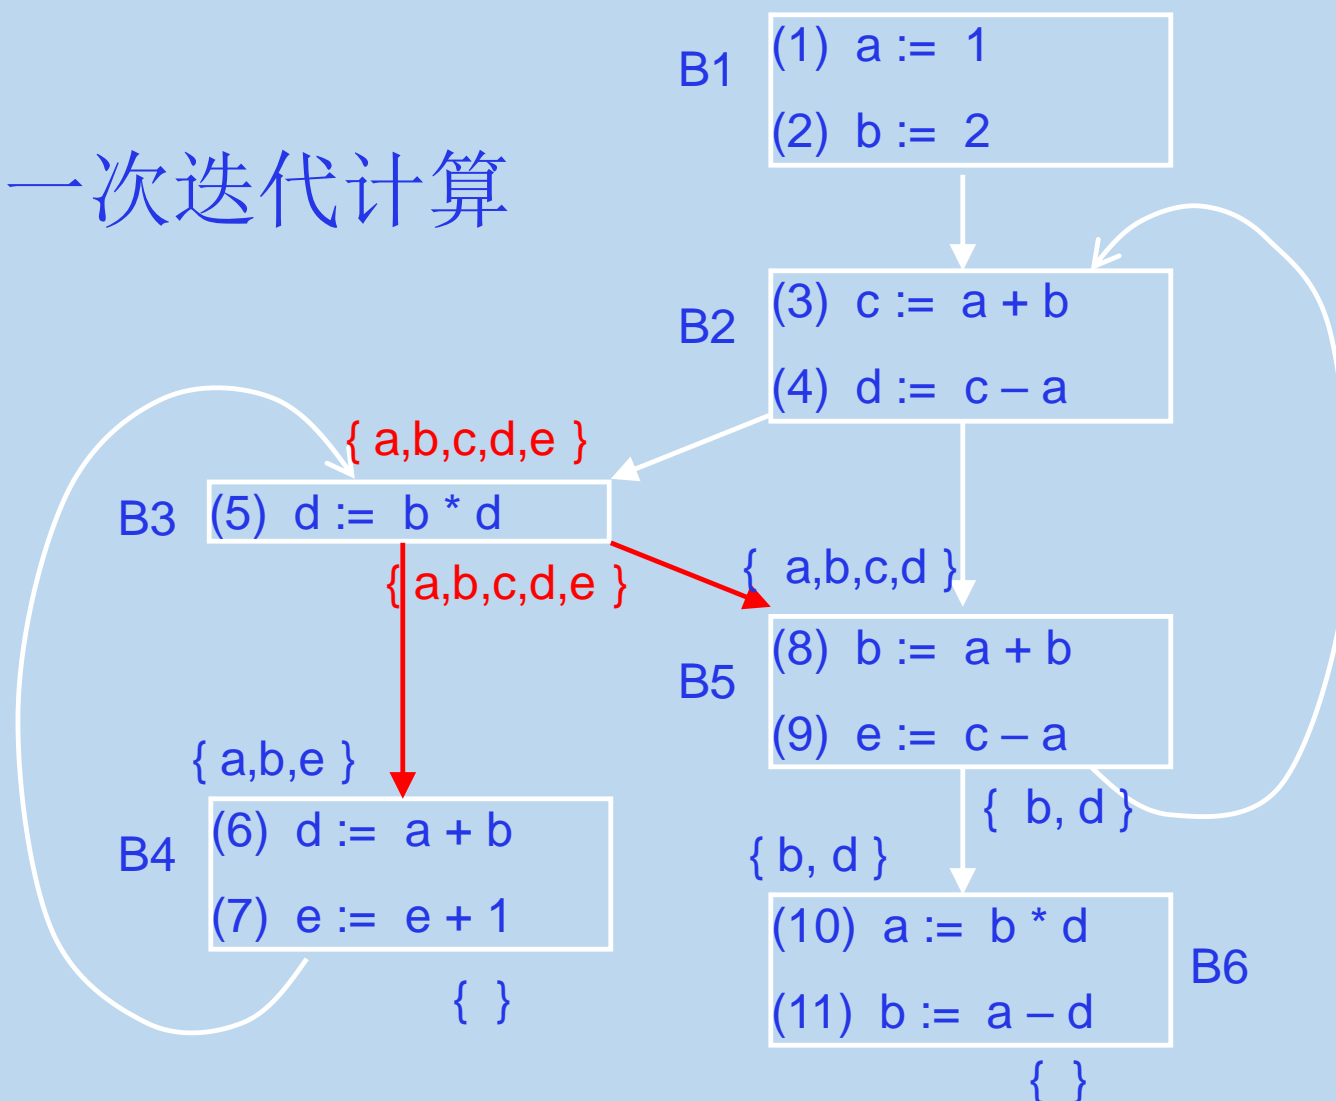 一次迭代计算
B1
(1) a := 1
(2) b := 2
B2
(3) c := a + b
(4) d := c – a
{ a,b,c,d,e }
B3
(5) d := b * d
{ a,b,c,d,e }
{ a,b,c,d }
B5
(8) b := a + b
(9) e := c – a
{ b, d }
{ a,b,e }
B4
(6) d := a + b
(7) e := e + 1
{ }
{ b, d }
(10) a := b * d
(11) b := a – d
B6
{ }